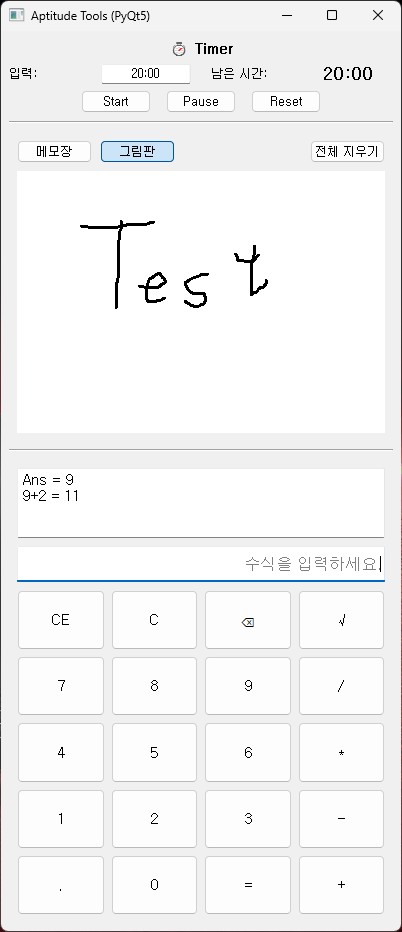 Aptitude Tools (PyQt5)
Timer
입력: 20:00 남은 시간: 20:00
Start Pause Reset
메모장 그림판 전체 지우기
Test
Ans = 9
9+2 = 11
수식을 입력하세요.
CE C ⌫ √
7 8 9 /
4 5 6 *
1 2 3 -
. 0 = +